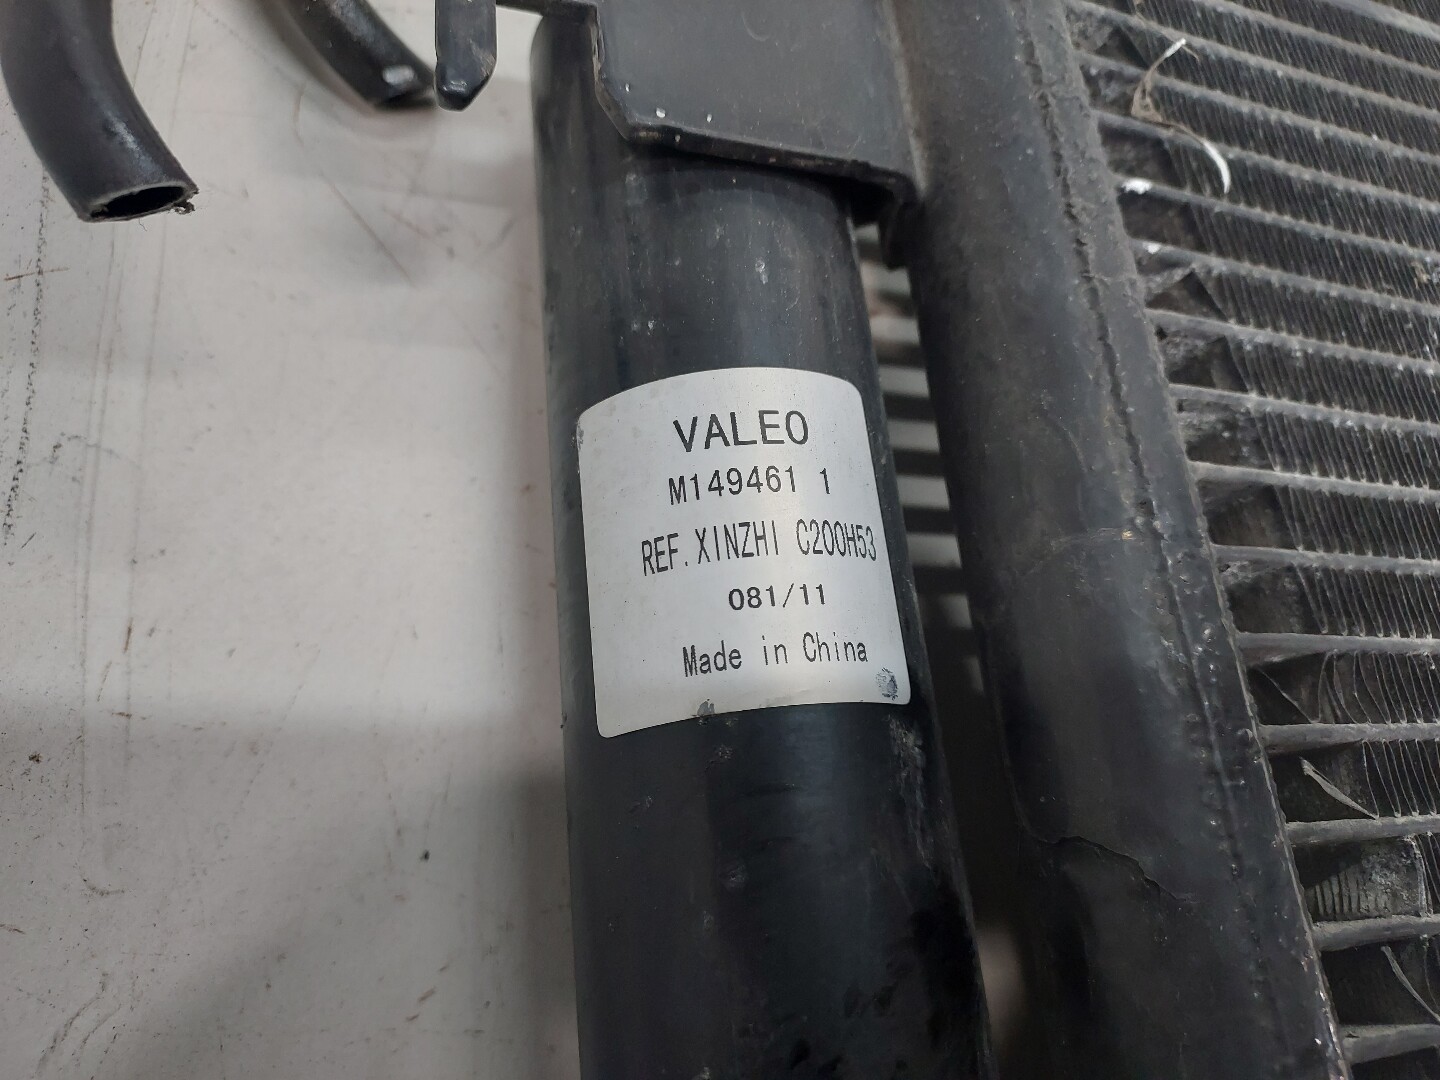 VALEO
M149461 1
REF. XINZHI C200H53
081/11
Made in China